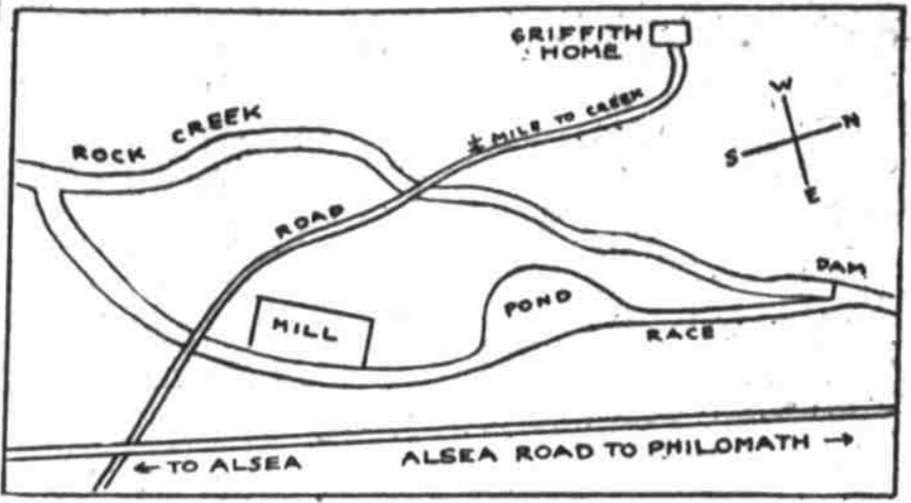 GRIFFITH
HOME
W
N
S
E
½ MILE TO CREEK
ROCK CREEK
ROAD
DAM
POND
MILL
RACE
ALSEA ROAD TO PHILOMATH →
← TO ALSEA